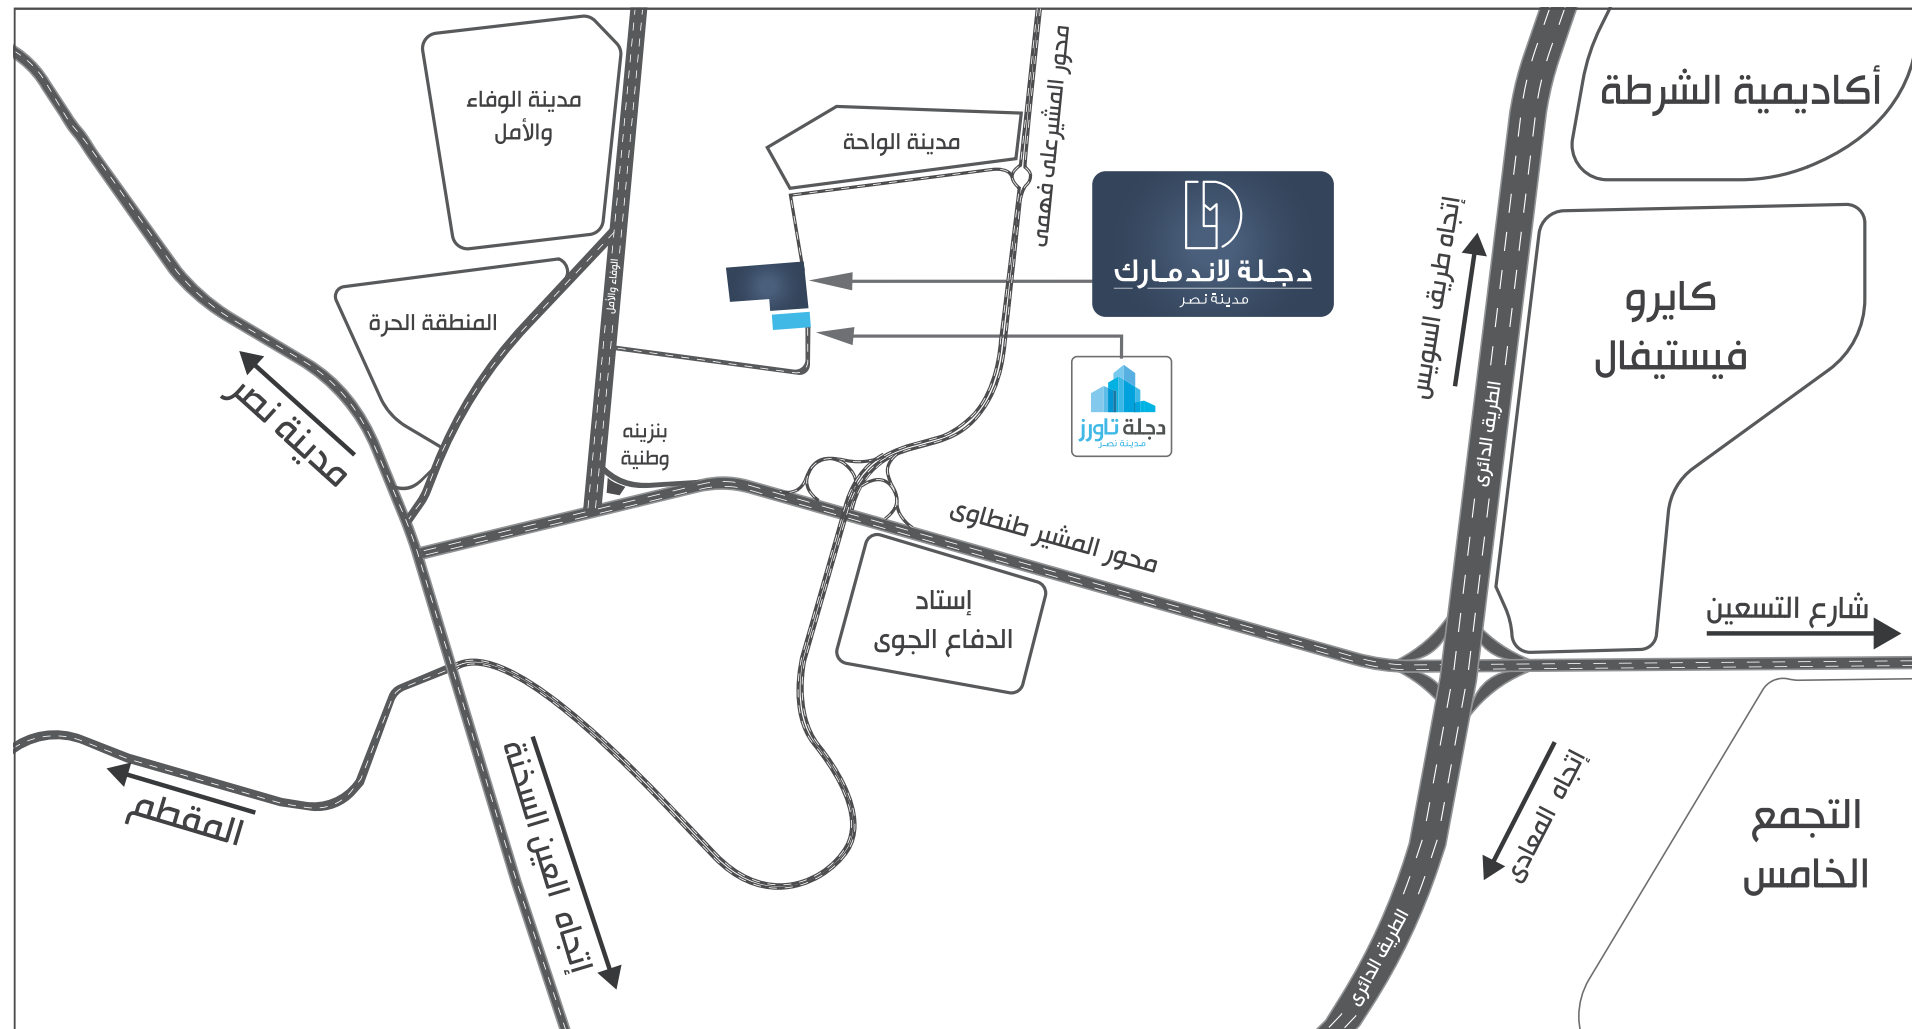 محور المشير على فهمى
أكاديمية الشرطة
مدينة الوفاء
والأمل
مدينة الواحة
إتجاه طريق السويس
دجلة لاندمارك
مدينة نصر
كايرو
فيستيفال
الوفاء والأمل
المنطقة الحرة
دجلة تاورز
مدينة نصر
مدينة نصر
الطريق الدائرى
بنزينه
وطنية
محور المشير طنطاوى
إستاد
الدفاع الجوى
شارع التسعين
إتجاه العين السخنة
المقطم
إتجاه المعادى
التجمع
الخامس
الطريق الدائرى